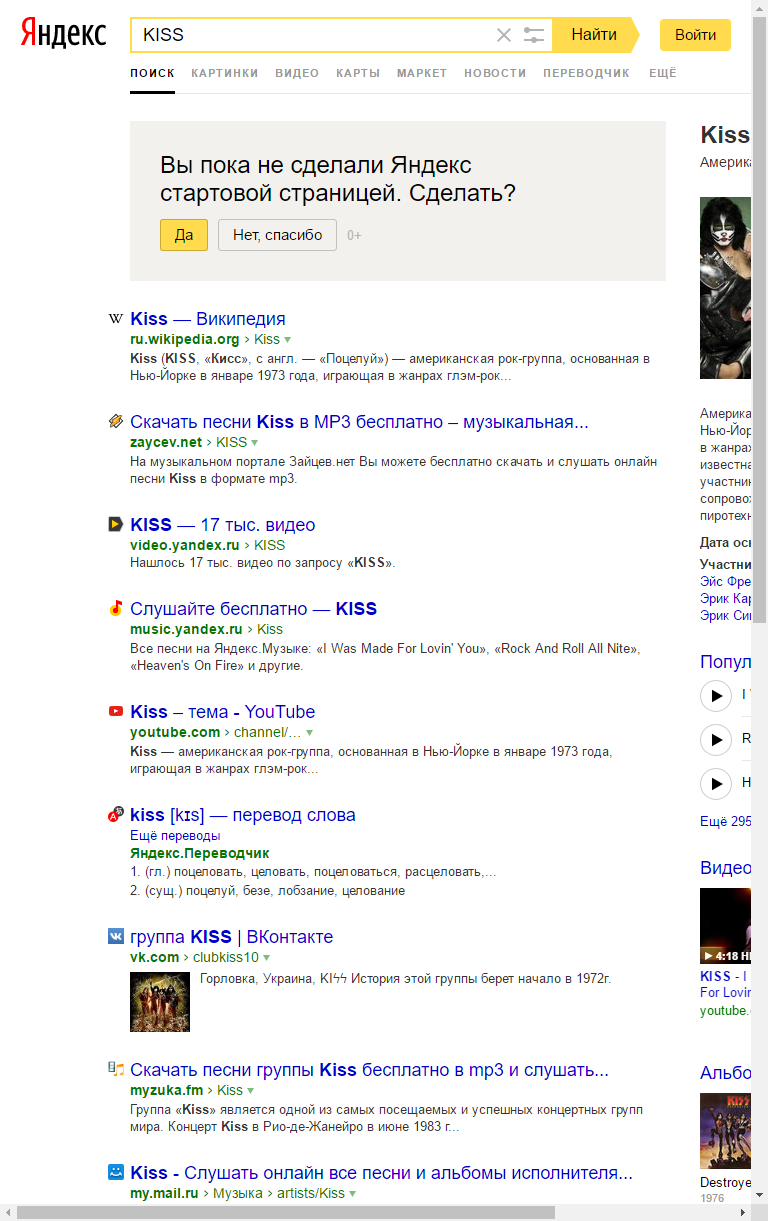 Яндекс
KISS
Найти
Войти
ПОИСК КАРТИНКИ ВИДЕО КАРТЫ МАРКЕТ НОВОСТИ ПЕРЕВОДЧИК ЕЩЁ
Вы пока не сделали Яндекс
стартовой страницей. Сделать?
Да
Нет, спасибо
0+
Kiss — Википедия
ru.wikipedia.org › Kiss
Kiss (KISS, «Кисс», с англ. — «Поцелуй») — американская рок-группа, основанная в
Нью-Йорке в январе 1973 года, играющая в жанрах глэм-рок...
Скачать песни Kiss в MP3 бесплатно – музыкальная...
zaycev.net › KISS
На музыкальном портале Зайцев.нет Вы можете бесплатно скачать и слушать онлайн
песни Kiss в формате mp3.
KISS — 17 тыс. видео
video.yandex.ru › KISS
Нашлось 17 тыс. видео по запросу «KISS».
Слушайте бесплатно — KISS
music.yandex.ru › Kiss
Все песни на Яндекс.Музыке: «I Was Made For Lovin' You», «Rock And Roll All Nite»,
«Heaven's On Fire» и другие.
Kiss – тема - YouTube
youtube.com › channel/...
Kiss — американская рок-группа, основанная в Нью-Йорке в январе 1973 года,
играющая в жанрах глэм-рок...
kiss [kɪs] — перевод слова
Ещё переводы
Яндекс.Переводчик
1. (гл.) поцеловать, целовать, поцеловаться, расцеловать,...
2. (сущ.) поцелуй, безе, лобзание, целование
группа KISS | ВКонтакте
vk.com › clubkiss10
Горловка, Украина, KIϟϟ История этой группы берет начало в 1972г.
Скачать песни группы Kiss бесплатно в mp3 и слушать...
myzuka.fm › Kiss
Группа «Kiss» является одной из самых посещаемых и успешных концертных групп
мира. Концерт Kiss в Рио-де-Жанейро в июне 1983 г...
Kiss - Слушать онлайн все песни и альбомы исполнителя...
my.mail.ru › Музыка › artists/Kiss
Kiss
Америка
Америка
Нью-Йор
в жанрах
известна
участни
сопрово
пиротехн
Дата ос
Участни
Эйс Фре
Эрик Кар
Эрик Син
Попул
I
R
H
Ещё 295
Видео
4:18 H
KISS - I
For Lovin
youtube.
Альбо
KISS
Destroye
1976